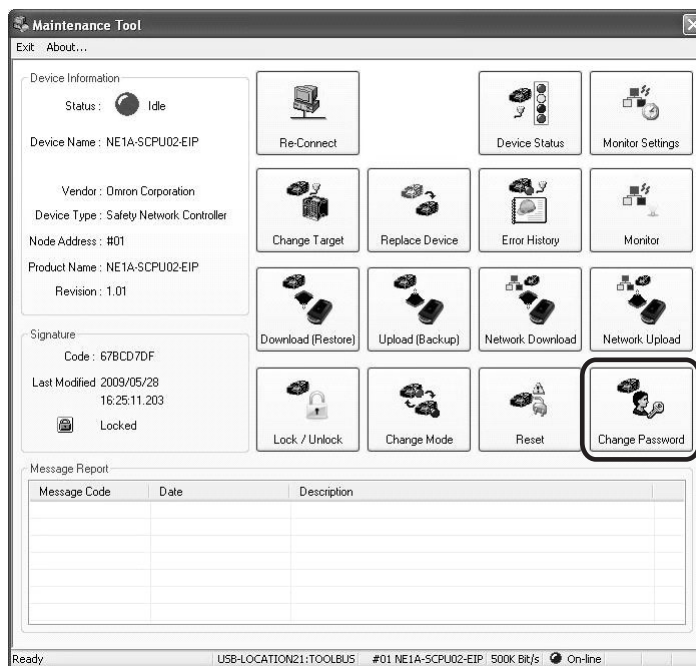 Maintenance Tool
Exit About...
Device Information
Status : Idle
Device Name : NE1A-SCPU02-EIP
Vendor : Omron Corporation
Device Type : Safety Network Controller
Node Address : #01
Product Name : NE1A-SCPU02-EIP
Revision : 1.01
Signature
Code : 67BCD7DF
Last Modified 2009/05/28
16:25:11.203
Locked
Re-Connect
Device Status
Monitor Settings
Change Target
Replace Device
Error History
Monitor
Download (Restore)
Upload (Backup)
Network Download
Network Upload
Lock / Unlock
Change Mode
Reset
Change Password
Message Report
Message Code Date Description
Ready USB-LOCATION21:TOOLBUS #01 NE1A-SCPU02-EIP 500K Bit/s On-line